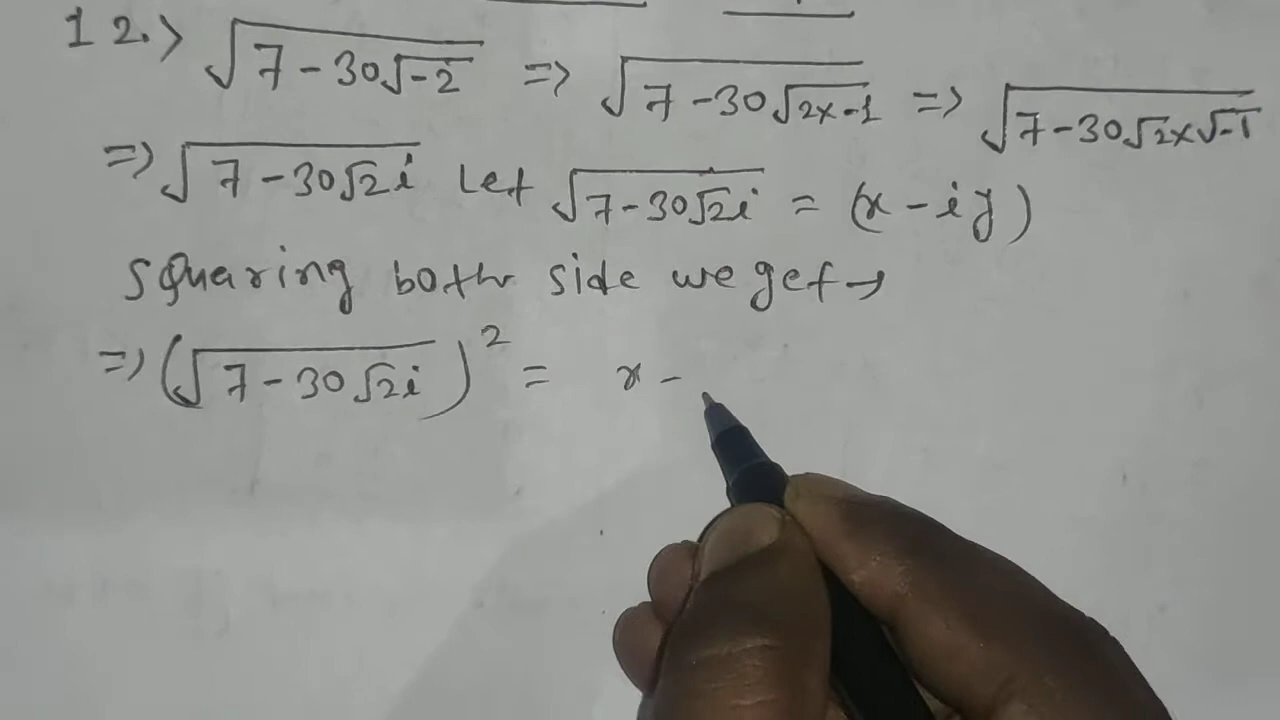 12.> √(7-30√-2) => √(7-30√2x-1) => √(7-30√2x√-1)
=> √(7-30√2i) Let √(7-30√2i) = (x-iy)
Squaring both side we get→
=> (√(7-30√2i))² = x-